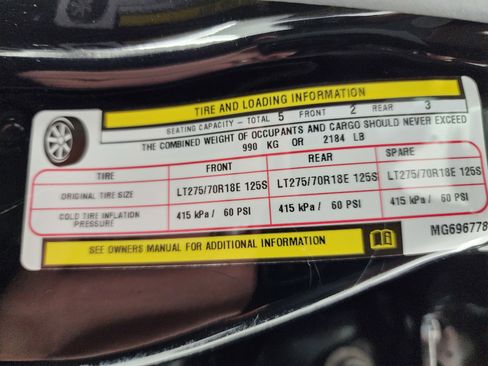 TIRE AND LOADING INFORMATION
SEATING CAPACITY - TOTAL 5 FRONT 2 REAR 3
THE COMBINED WEIGHT OF OCCUPANTS AND CARGO SHOULD NEVER EXCEED
990 KG OR 2184 LB
TIRE FRONT REAR SPARE
ORIGINAL TIRE SIZE LT275/70R18E 125S LT275/70R18E 125S LT275/70R18E 125S
COLD TIRE INFLATION PRESSURE 415 kPa / 60 PSI 415 kPa / 60 PSI 415 kPa / 60 PSI
SEE OWNERS MANUAL FOR ADDITIONAL INFORMATION
MG696778